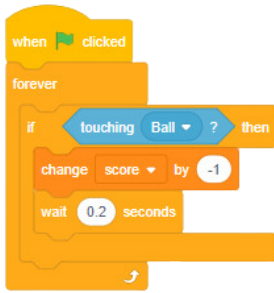 when clicked
forever
if touching Ball ? then
change score by -1
wait 0.2 seconds